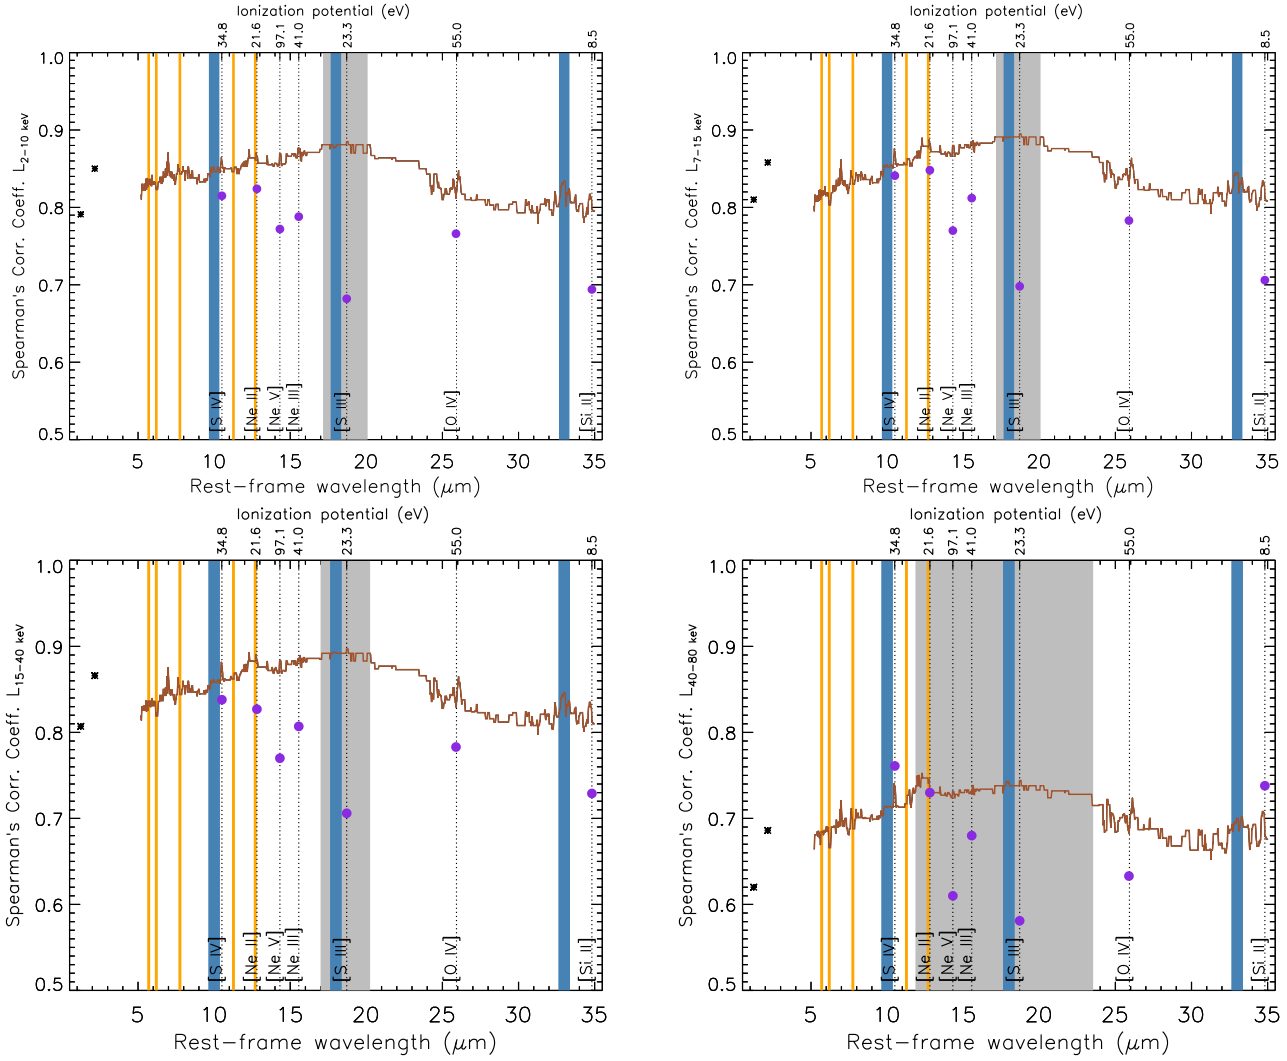 Ionization potential (eV)
34.8 21.6 97.1 41.0 23.3 55.0 8.5
1.0
0.9
0.8
0.7
0.6
0.5
Spearman's Corr. Coeff. L2−10 keV
[S IV] [Ne II] [Ne V] [Ne III] [S III] [O IV] [Si II]
5 10 15 20 25 30 35
Rest−frame wavelength (μm)
Ionization potential (eV)
34.8 21.6 97.1 41.0 23.3 55.0 8.5
1.0
0.9
0.8
0.7
0.6
0.5
Spearman's Corr. Coeff. L7−15 keV
[S IV] [Ne II] [Ne V] [Ne III] [S III] [O IV] [Si II]
5 10 15 20 25 30 35
Rest−frame wavelength (μm)
Ionization potential (eV)
34.8 21.6 97.1 41.0 23.3 55.0 8.5
1.0
0.9
0.8
0.7
0.6
0.5
Spearman's Corr. Coeff. L15−40 keV
[S IV] [Ne II] [Ne V] [Ne III] [S III] [O IV] [Si II]
5 10 15 20 25 30 35
Rest−frame wavelength (μm)
Ionization potential (eV)
34.8 21.6 97.1 41.0 23.3 55.0 8.5
1.0
0.9
0.8
0.7
0.6
0.5
Spearman's Corr. Coeff. L40−80 keV
[S IV] [Ne II] [Ne V] [Ne III] [S III] [O IV] [Si II]
5 10 15 20 25 30 35
Rest−frame wavelength (μm)